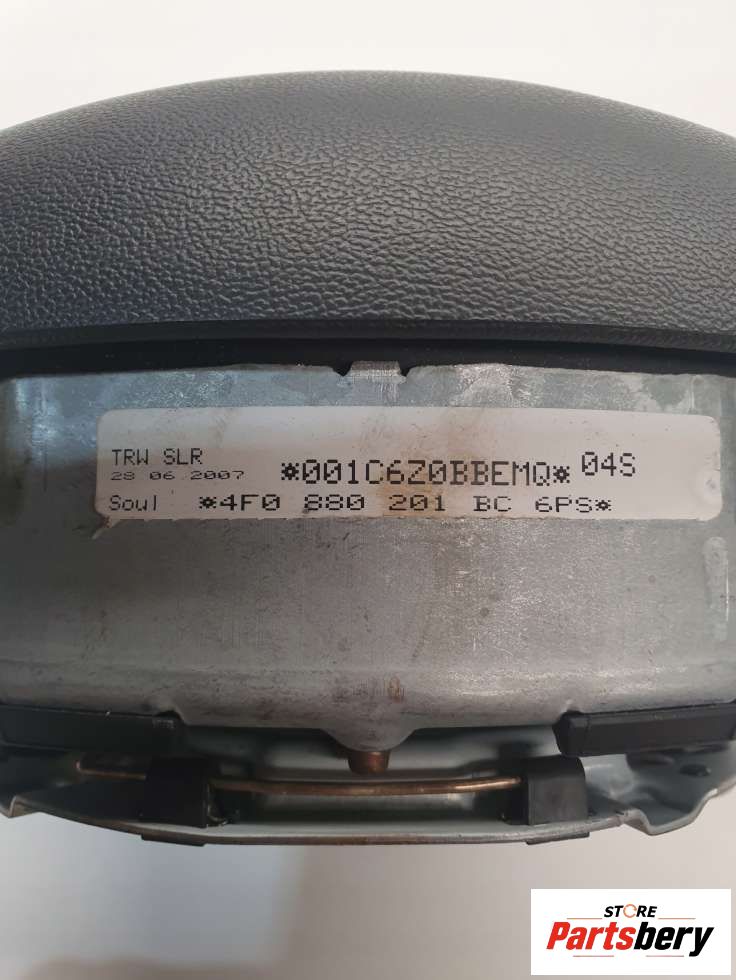 TRW SLR
28 06 2007
*001C6Z0BBEMQ* 04S
Soul *4F0 880 201 BC 6PS*
STORE
Partsbery